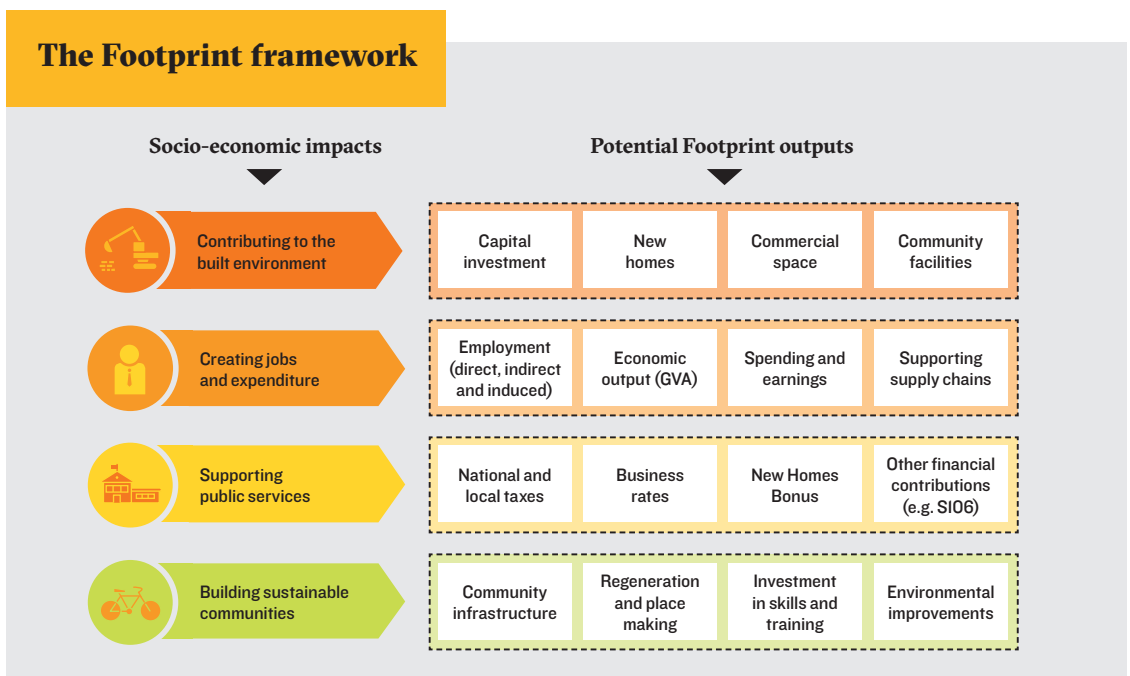 The Footprint framework
Socio-economic impacts
Potential Footprint outputs
Contributing to the
built environment
Capital
investment
New
homes
Commercial
space
Community
facilities
Creating jobs
and expenditure
Employment
(direct, indirect
and induced)
Economic
output (GVA)
Spending and
earnings
Supporting
supply chains
Supporting
public services
National and
local taxes
Business
rates
New Homes
Bonus
Other financial
contributions
(e.g. S106)
Building sustainable
communities
Community
infrastructure
Regeneration
and place
making
Investment
in skills and
training
Environmental
improvements